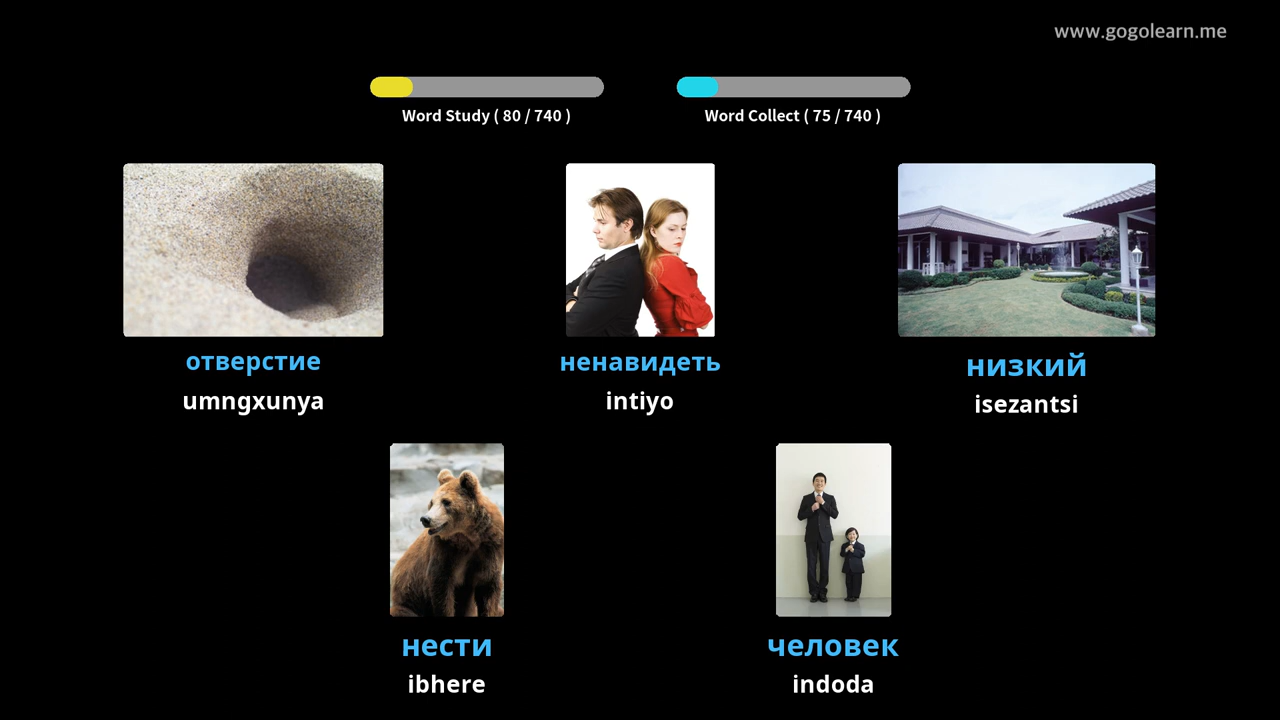 www.gogolearn.me
Word Study ( 80 / 740 )
Word Collect ( 75 / 740 )
отверстие
umngxunya
ненавидеть
intiyo
низкий
isezantsi
нести
ibhere
человек
indoda